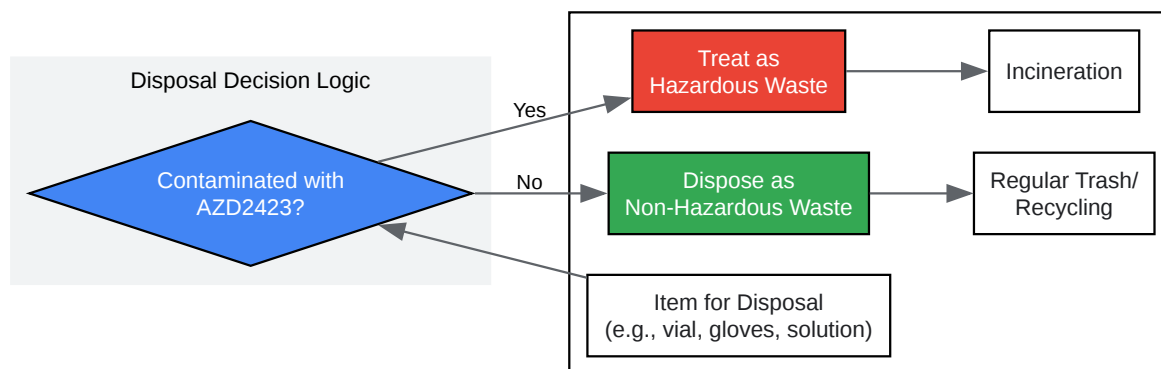 Disposal Decision Logic
Contaminated with
AZD2423?
Yes
No
Treat as
Hazardous Waste
Incineration
Dispose as
Non-Hazardous Waste
Regular Trash/
Recycling
Item for Disposal
(e.g., vial, gloves, solution)